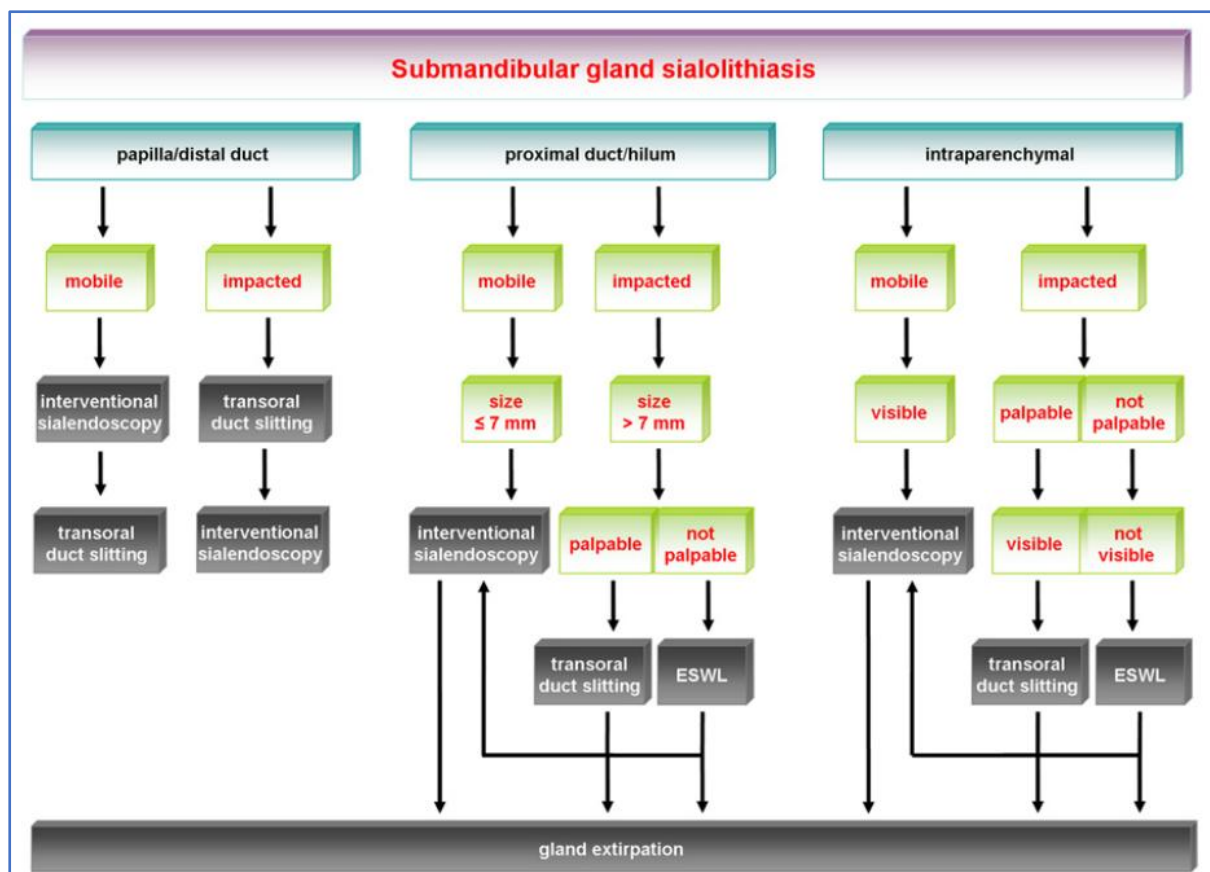 Submandibular gland sialolithiasis
papilla/distal duct
proximal duct/hilum
intraparenchymal
mobile
impacted
mobile
impacted
mobile
impacted
interventional
sialendoscopy
transoral
duct slitting
size
≤ 7 mm
size
> 7 mm
visible
palpable
not
palpable
transoral
duct slitting
interventional
sialendoscopy
interventional
sialendoscopy
palpable
not
palpable
interventional
sialendoscopy
visible
not
visible
transoral
duct slitting
ESWL
transoral
duct slitting
ESWL
gland extirpation